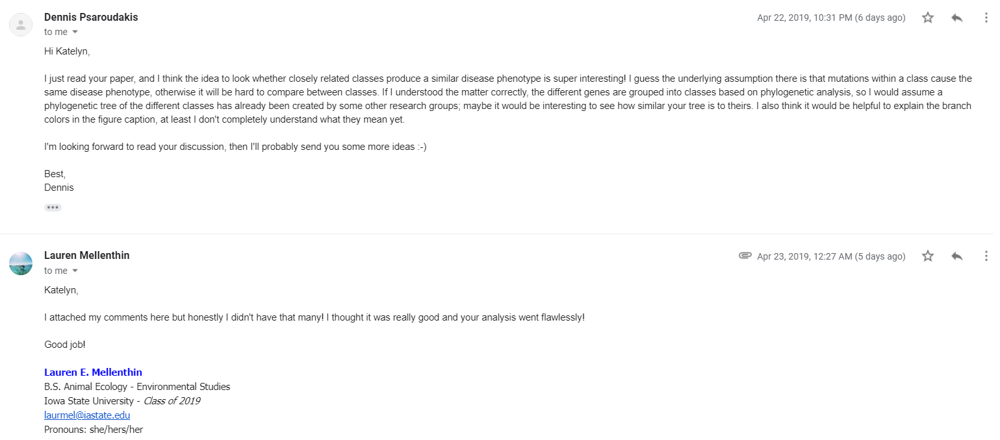 Dennis Psaroudakis
Apr 22, 2019, 10:31 PM (6 days ago)
to me
Hi Katelyn,
I just read your paper, and I think the idea to look whether closely related classes produce a similar disease phenotype is super interesting! I guess the underlying assumption there is that mutations within a class cause the
same disease phenotype, otherwise it will be hard to compare between classes. If I understood the matter correctly, the different genes are grouped into classes based on phylogenetic analysis, so I would assume a
phylogenetic tree of the different classes has already been created by some other research groups; maybe it would be interesting to see how similar your tree is to theirs. I also think it would be helpful to explain the branch
colors in the figure caption, at least I don't completely understand what they mean yet.
I'm looking forward to read your discussion, then I'll probably send you some more ideas :-)
Best,
Dennis
Lauren Mellenthin
Apr 23, 2019, 12:27 AM (5 days ago)
to me
Katelyn,
I attached my comments here but honestly I didn't have that many! I thought it was really good and your analysis went flawlessly!
Good job!
Lauren E. Mellenthin
B.S. Animal Ecology - Environmental Studies
Iowa State University - Class of 2019
laurmel@iastate.edu
Pronouns: she/hers/her